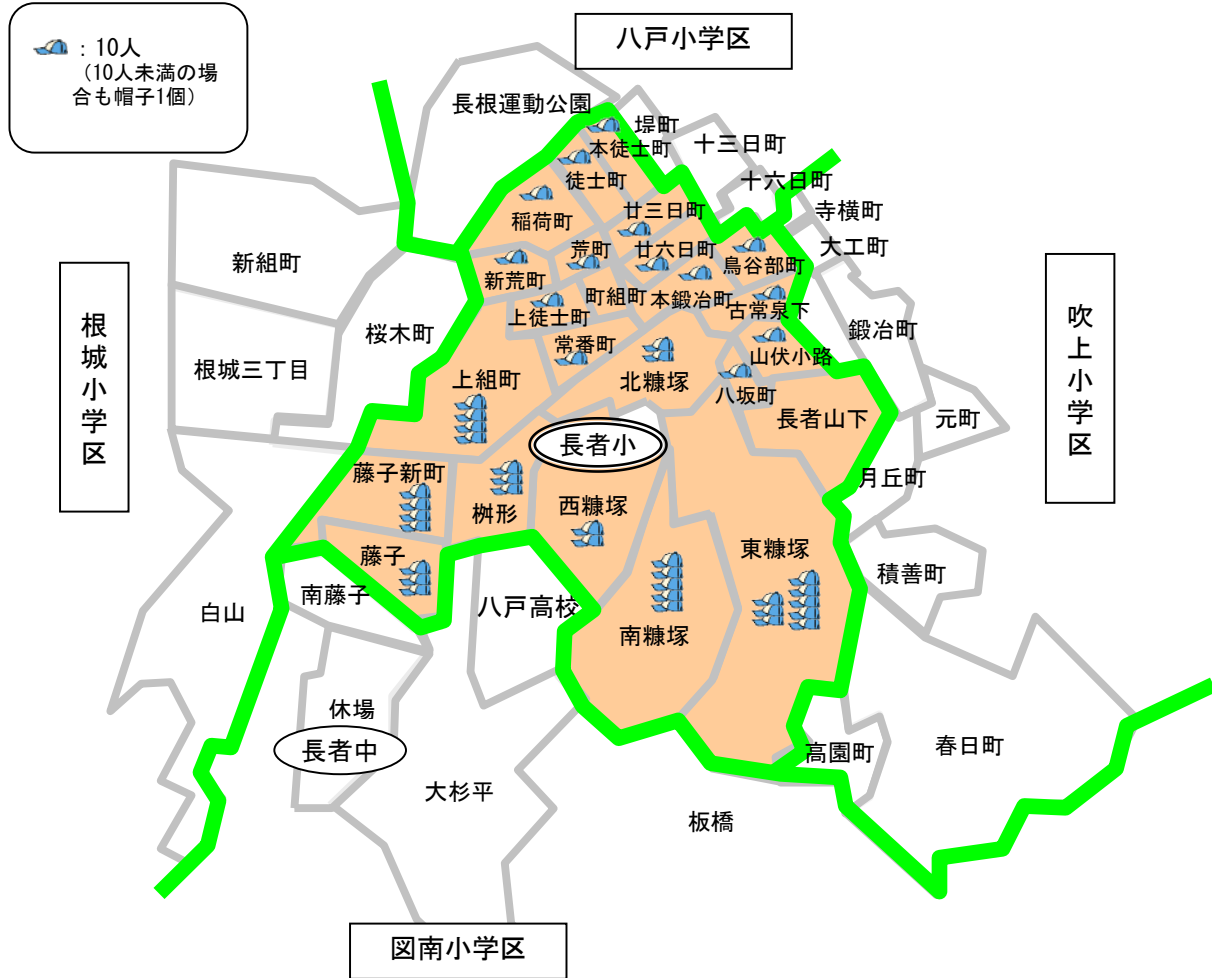 ：10人
（10人未満の場
合も帽子1個）
八戸小学区
長根運動公園
堤町
本徒士町
十三日町
徒士町
十六日町
廿三日町
寺横町
稲荷町
大工町
荒町
廿六日町
鳥谷部町
新組町
新荒町
町組町
本鍛冶町
古常泉下
上徒士町
鍛冶町
桜木町
常番町
山伏小路
根城三丁目
上組町
北糠塚
八坂町
根城小学区
吹上小学区
長者山下
元町
長者小
藤子新町
月丘町
桝形
西糠塚
東糠塚
藤子
積善町
南藤子
八戸高校
白山
南糠塚
休場
長者中
高園町
春日町
大杉平
板橋
図南小学区